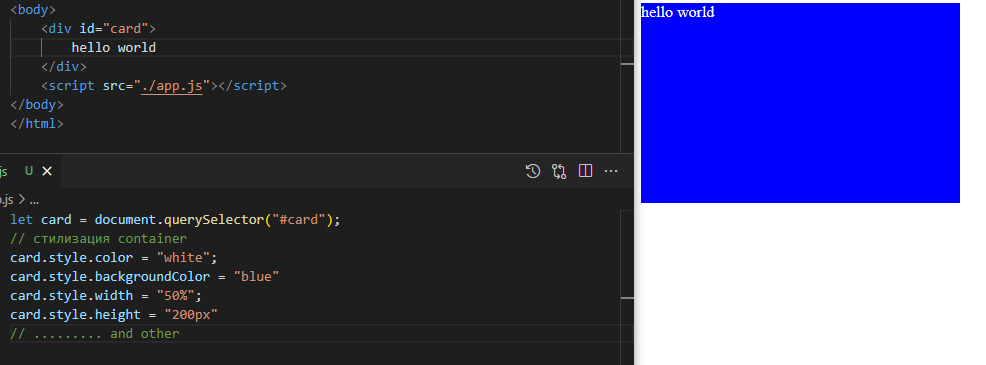 <body>
<div id="card">
hello world
</div>
<script src="./app.js"></script>
</body>
</html>
hello world
js U
.js > ...
let card = document.querySelector("#card");
// стилизация container
card.style.color = "white";
card.style.backgroundColor = "blue"
card.style.width = "50%";
card.style.height = "200px"
// ......... and other